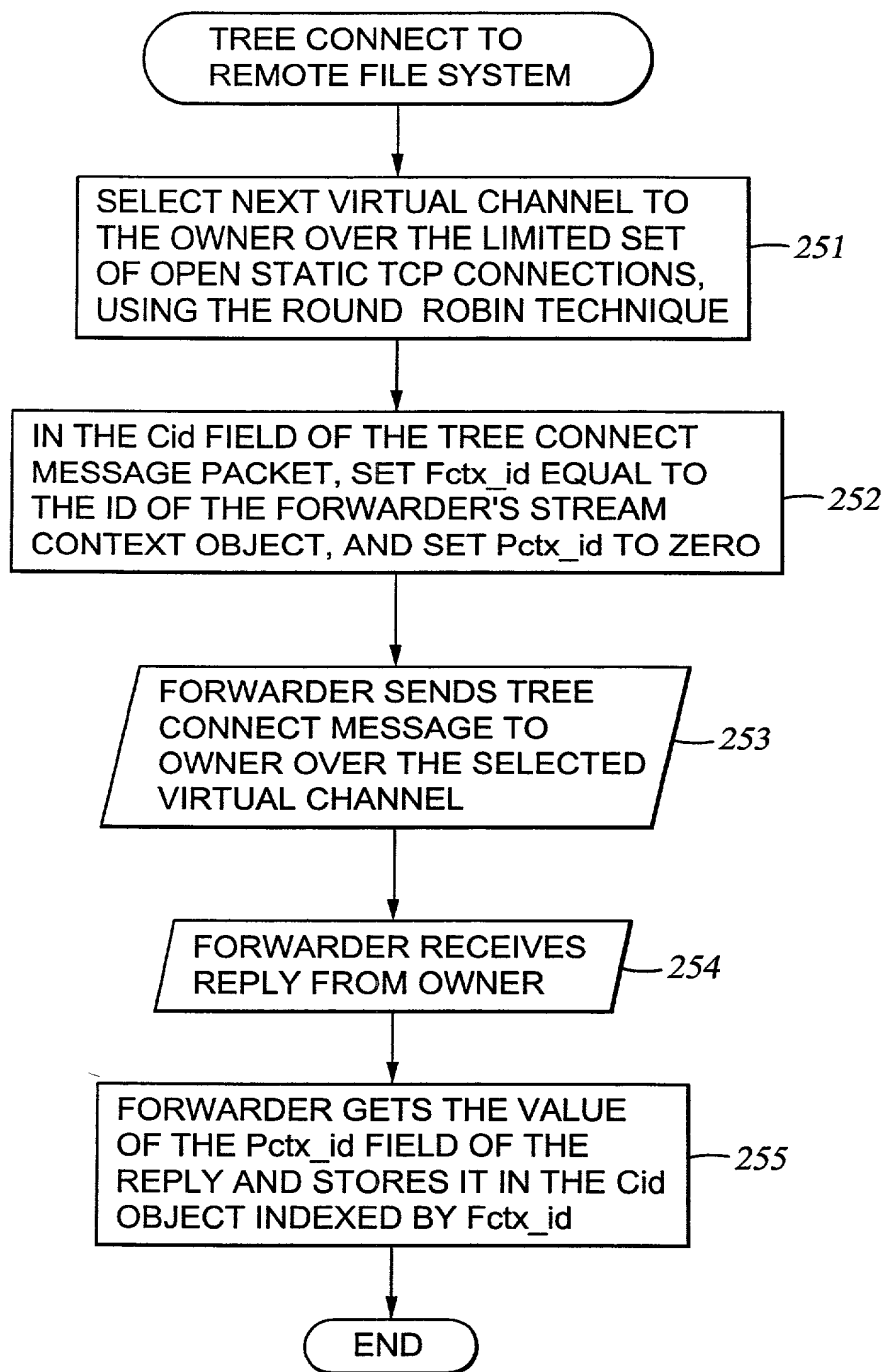 TREE CONNECT TO
REMOTE FILE SYSTEM
SELECT NEXT VIRTUAL CHANNEL TO
THE OWNER OVER THE LIMITED SET
OF OPEN STATIC TCP CONNECTIONS,
USING THE ROUND ROBIN TECHNIQUE
251
IN THE Cid FIELD OF THE TREE CONNECT
MESSAGE PACKET, SET Fctx_id EQUAL TO
THE ID OF THE FORWARDER'S STREAM
CONTEXT OBJECT, AND SET Pctx_id TO ZERO
252
FORWARDER SENDS TREE
CONNECT MESSAGE TO
OWNER OVER THE SELECTED
VIRTUAL CHANNEL
253
FORWARDER RECEIVES
REPLY FROM OWNER
254
FORWARDER GETS THE VALUE
OF THE Pctx_id FIELD OF THE
REPLY AND STORES IT IN THE Cid
OBJECT INDEXED BY Fctx_id
255
END